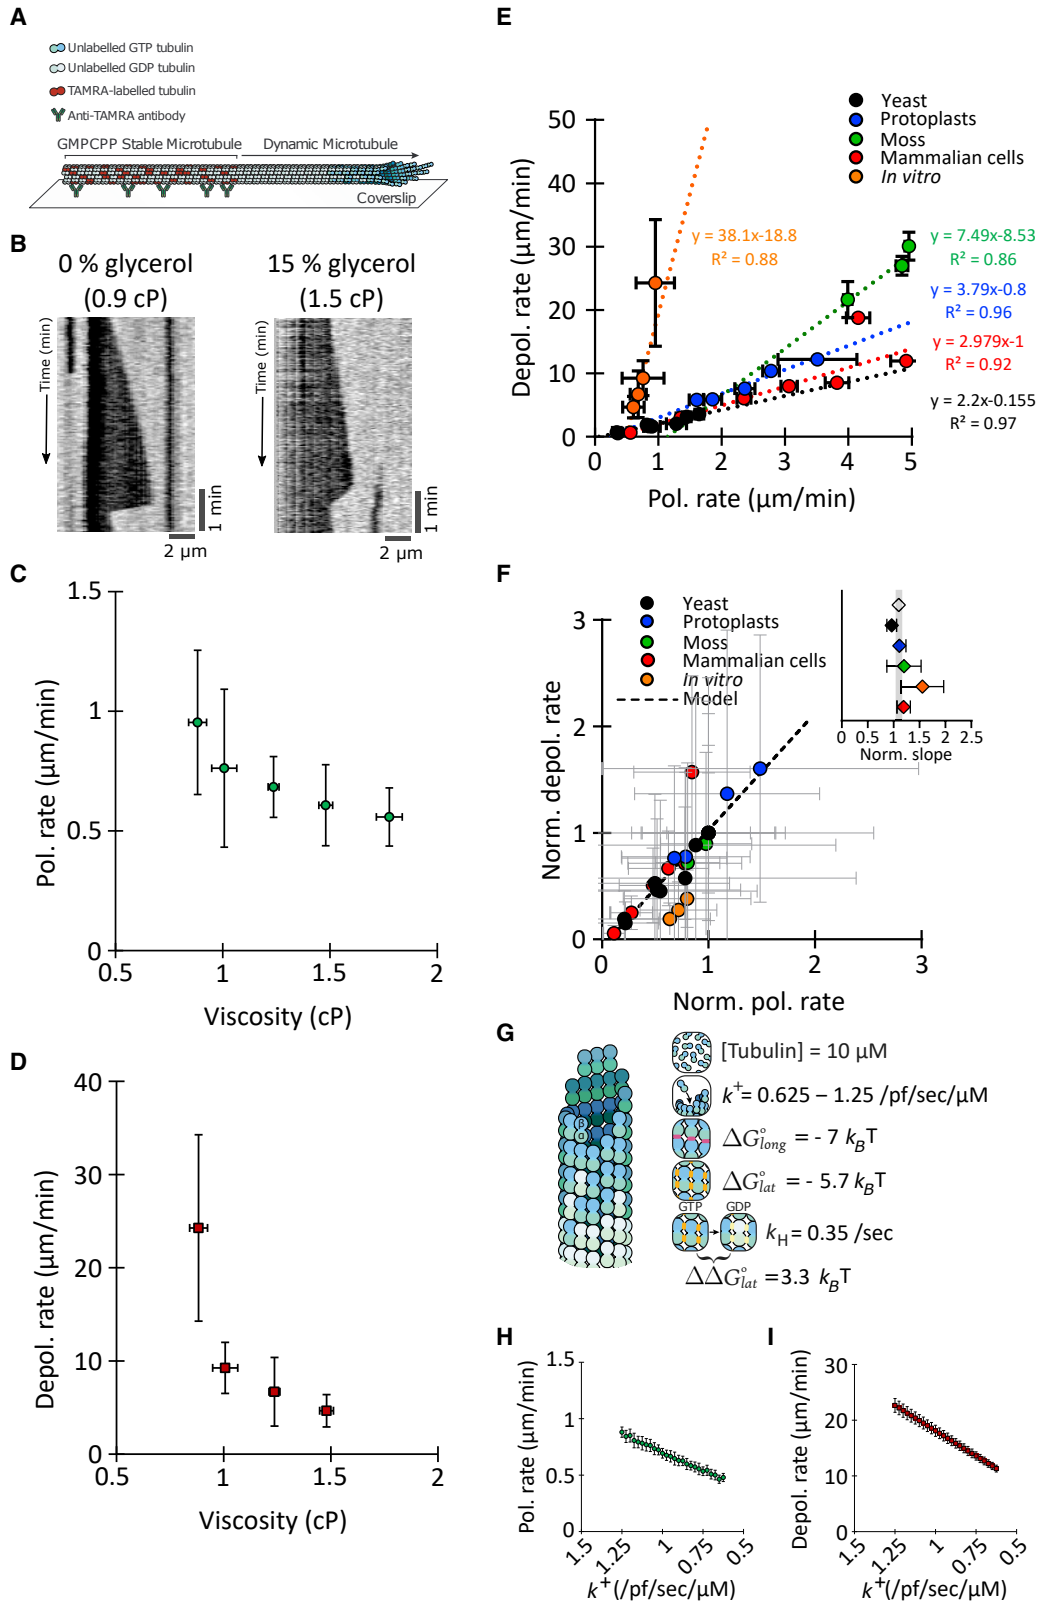 A
Unlabelled GTP tubulin
Unlabelled GDP tubulin
TAMRA-labelled tubulin
Anti-TAMRA antibody
GMPCPP Stable Microtubule
Dynamic Microtubule
Coverslip
B
0 % glycerol
(0.9 cP)
15 % glycerol
(1.5 cP)
Time (min)
Time (min)
1 min
1 min
2 µm
2 µm
C
1.5
1
0.5
0
0.5
1
1.5
2
Pol. rate (µm/min)
Viscosity (cP)
D
40
30
20
10
0
0.5
1
1.5
2
Depol. rate (µm/min)
Viscosity (cP)
E
Yeast
Protoplasts
Moss
Mammalian cells
In vitro
50
40
30
20
10
0
0
1
2
3
4
5
Depol. rate (µm/min)
Pol. rate (µm/min)
y = 38.1x-18.8
R² = 0.88
y = 7.49x-8.53
R² = 0.86
y = 3.79x-0.8
R² = 0.96
y = 2.979x-1
R² = 0.92
y = 2.2x-0.155
R² = 0.97
F
Yeast
Protoplasts
Moss
Mammalian cells
In vitro
Model
3
2
1
0
0
1
2
3
Norm. depol. rate
Norm. pol. rate
0
0.5
1
1.5
2
2.5
Norm. slope
G
β
α
[Tubulin] = 10 µM
k⁺= 0.625 – 1.25 /pf/sec/µM
ΔG°long = - 7 kBT
ΔG°lat = - 5.7 kBT
GTP
GDP
kH = 0.35 /sec
ΔΔG°lat =3.3 kBT
H
1.5
1
0.5
0
1.5
1.25
1
0.75
0.5
Pol. rate (µm/min)
k⁺(/pf/sec/µM)
I
30
20
10
0
1.5
1.25
1
0.75
0.5
Depol. rate (µm/min)
k⁺(/pf/sec/µM)